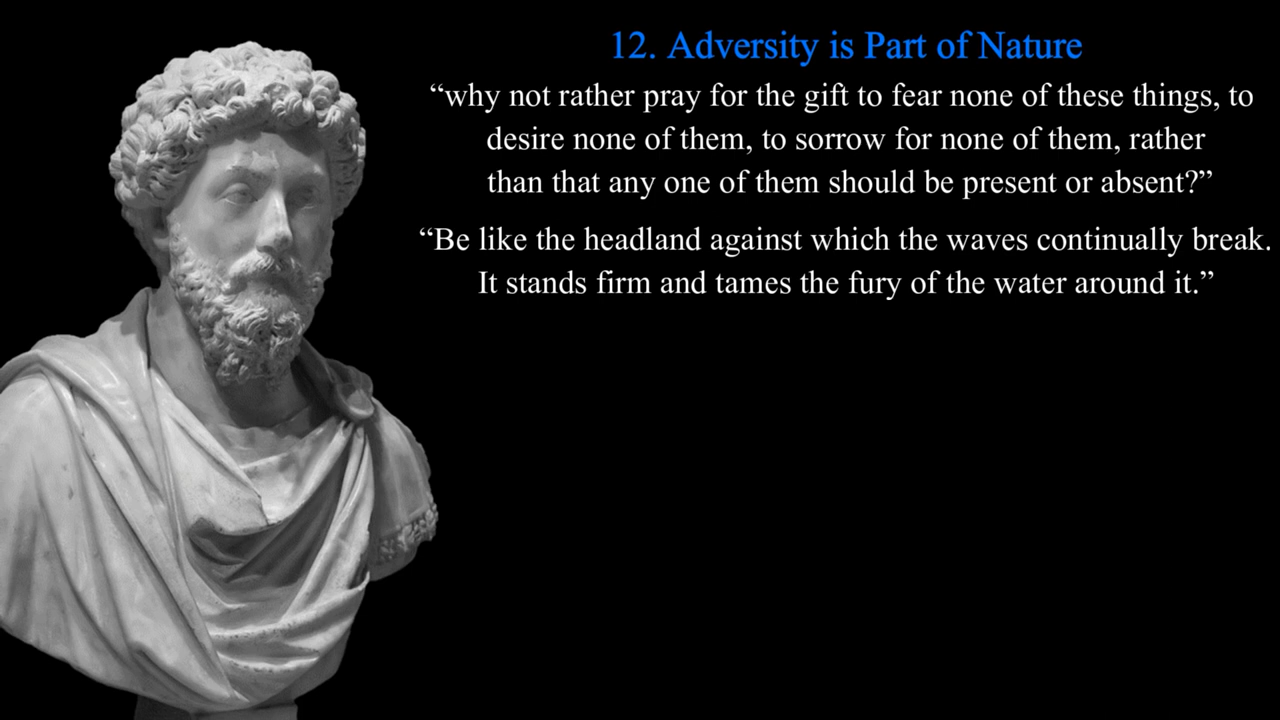 12. Adversity is Part of Nature
“why not rather pray for the gift to fear none of these things, to
desire none of them, to sorrow for none of them, rather
than that any one of them should be present or absent?”
“Be like the headland against which the waves continually break.
It stands firm and tames the fury of the water around it.”